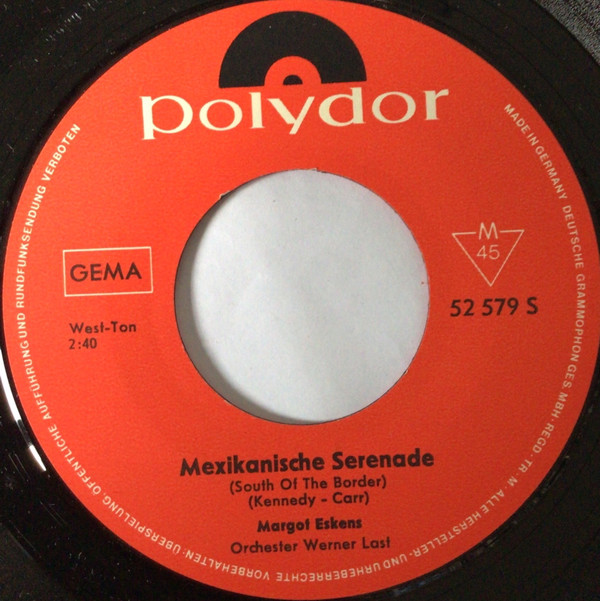 polydor
MADE IN GERMANY DEUTSCHE GRAMMOPHON GES. MBH · REGD · TR. M. ALLE HERSTELLER- UND URHEBERRECHTE VORBEHALTEN · ÜBERSPIELUNG, ÖFFENTLICHE AUFFÜHRUNG UND RUNDFUNKSENDUNG VERBOTEN
GEMA
M
45
52 579 S
West-Ton
2:40
Mexikanische Serenade
(South Of The Border)
(Kennedy - Carr)
Margot Eskens
Orchester Werner Last